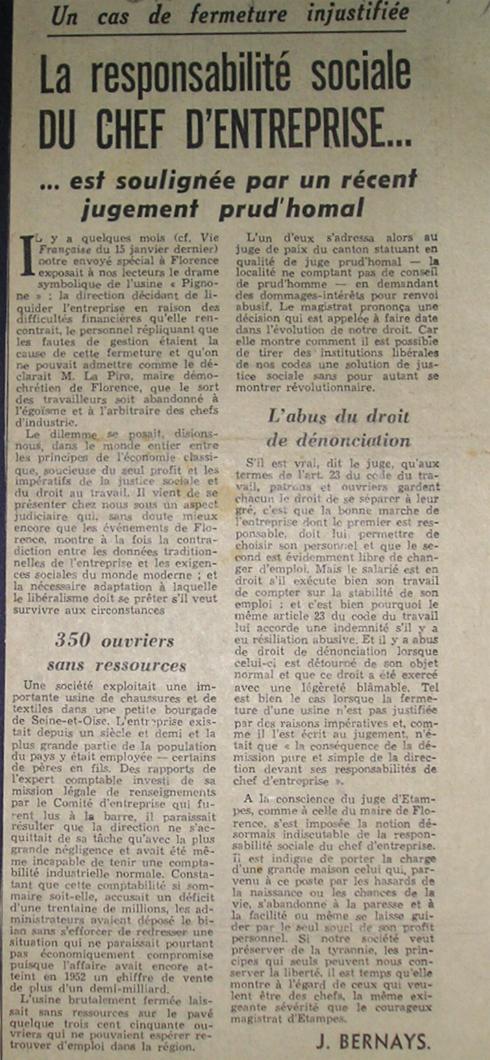 Un cas de fermeture injustifiée
La responsabilité sociale
DU CHEF D'ENTREPRISE...
... est soulignée par un récent
jugement prud'homal
IL y a quelques mois (cf. Vie
Française du 15 janvier dernier)
notre envoyé spécial à Florence
exposait à nos lecteurs le drame
symbolique de l'usine « Pigno-
ne » ; la direction décidant de li-
quider l'entreprise en raison des
difficultés financières qu'elle ren-
contrait, le personnel répliquant que
les fautes de gestion étaient la
cause de cette fermeture et qu'on
ne pouvait admettre comme le dé-
clarait M. La Pira, maire démo-
chrétien de Florence, que le sort
des travailleurs soit abandonné à
l'égoïsme et à l'arbitraire des chefs
d'industrie.
Le dilemme se posait, disions-
nous, dans le monde entier entre
les principes de l'économie classi-
que, soucieuse du seul profit et les
impératifs de la justice sociale et
du droit au travail. Il vient de se
présenter chez nous sous un aspect
judiciaire qui, sans doute mieux
encore que les événements de Flo-
rence, montre à la fois la contra-
diction entre les données tradition-
nelles de l'entreprise et les exigen-
ces sociales du monde moderne ; et
la nécessaire adaptation à laquelle
le libéralisme doit se prêter s'il veut
survivre aux circonstances
350 ouvriers
sans ressources
Une société exploitait une im-
portante usine de chaussures et de
textiles dans une petite bourgade
de Seine-et-Oise. L'entreprise exis-
tait depuis un siècle et demi et la
plus grande partie de la population
du pays y était employée — certains
de pères en fils. Des rapports de
l'expert comptable investi de sa
mission légale de renseignements
par le Comité d'entreprise qui fu-
rent lus à la barre, il paraissait
résulter que la direction ne s'ac-
quittait de sa tâche qu'avec la plus
grande négligence et avait été mê-
me incapable de tenir une compta-
bilité industrielle normale. Consta-
tant que cette comptabilité si som-
maire soit-elle, accusait un déficit
d'une trentaine de millions, les ad-
ministrateurs avaient déposé le bi-
lan sans s'efforcer de redresser une
situation qui ne paraissait pourtant
pas économiquement compromise
puisque l'affaire avait encore at-
teint en 1952 un chiffre de vente
de plus d'un demi-milliard.
L'usine brutalement fermée lais-
sait sans ressources sur le pavé
quelque trois cent cinquante ou-
vriers qui ne pouvaient espérer re-
trouver d'emploi dans la région.
L'un d'eux s'adressa alors au
juge de paix du canton statuant en
qualité de juge prud'homal — la
localité ne comptant pas de conseil
de prud'homme — en demandant
des dommages-intérêts pour renvoi
abusif. Le magistrat prononça une
décision qui est appelée à faire date
dans l'évolution de notre droit. Car
elle montre comment il est possible
de tirer des institutions libérales
de nos codes une solution de jus-
tice sociale sans pour autant se
montrer révolutionnaire.
L'abus du droit
de dénonciation
S'il est vrai, dit le juge, qu'aux
termes de l'art. 23 du code du tra-
vail, patrons et ouvriers gardent
chacun le droit de se séparer à leur
gré, c'est que la bonne marche de
l'entreprise dont le premier est res-
ponsable, doit lui permettre de
choisir son personnel et que le se-
gond est évidemment libre de chan-
ger d'emploi. Mais le salarié est en
droit s'il exécute bien son travail
de compter sur la stabilité de son
emploi ; et c'est bien pourquoi le
même article 23 du code du travail
lui accorde une indemnité s'il y a
eu résiliation abusive. Et il y a abus
de droit de dénonciation lorsque
celui-ci est détourné de son objet
normal et que ce droit a été exercé
avec une légèreté blâmable. Tel
est bien le cas lorsque la ferme-
ture d'une usine n'est pas justifiée
par des raisons impératives et, com-
me il l'est écrit au jugement, n'é-
tait que « la conséquence de la dé-
mission pure et simple de la direc-
tion devant ses responsabilités de
chef d'entreprise ».
A la conscience du juge d'Etam-
pes, comme à celle du maire de Flo-
rence, s'est imposée la notion dé-
sormais indiscutable de la respon-
sabilité sociale du chef d'entreprise.
Il est indigne de porter la charge
d'une grande maison celui qui, par-
venu à ce poste par les hasards de
la naissance ou les chances de la
vie, s'abandonne à la paresse et à
la facilité ou même se laisse gui-
der par le seul souci de son profit
personnel. Si notre société veut
préserver de la tyrannie, les prin-
cipes qui seuls peuvent nous con-
server la liberté, il est temps qu'elle
montre à l'égard de ceux qui veu-
lent être des chefs, la même exi-
geante sévérité que le courageux
magistrat d'Etampes.
J. BERNAYS.